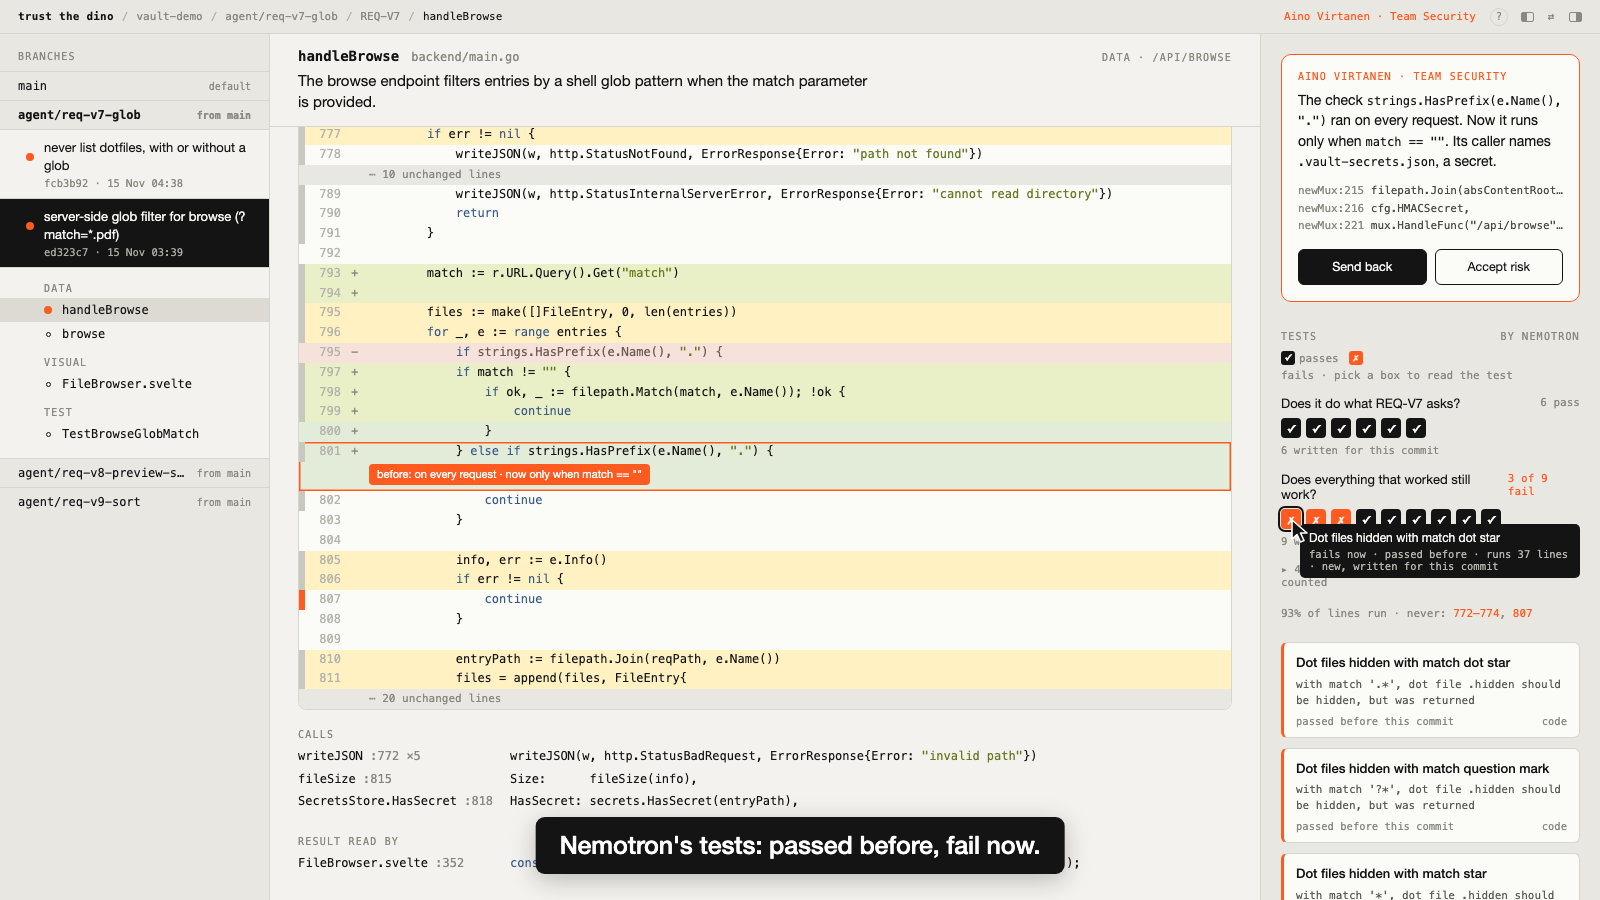 trust the dino / vault-demo / agent/req-v7-glob / REQ-V7 / handleBrowse
Aino Virtanen · Team Security ?
BRANCHES
main default
agent/req-v7-glob from main
never list dotfiles, with or without a
glob
fcb3b92 · 15 Nov 04:38
server-side glob filter for browse (?
match=*.pdf)
ed323c7 · 15 Nov 03:39
DATA
handleBrowse
browse
VISUAL
FileBrowser.svelte
TEST
TestBrowseGlobMatch
agent/req-v8-preview-s… from main
agent/req-v9-sort from main
handleBrowse backend/main.go
DATA · /API/BROWSE
The browse endpoint filters entries by a shell glob pattern when the match parameter
is provided.
777 if err != nil {
778 writeJSON(w, http.StatusNotFound, ErrorResponse{Error: "path not found"})
⋯ 10 unchanged lines
789 writeJSON(w, http.StatusInternalServerError, ErrorResponse{Error: "cannot read directory"})
790 return
791 }
792
793 + match := r.URL.Query().Get("match")
794 +
795 files := make([]FileEntry, 0, len(entries))
796 for _, e := range entries {
795 − if strings.HasPrefix(e.Name(), ".") {
797 + if match != "" {
798 + if ok, _ := filepath.Match(match, e.Name()); !ok {
799 + continue
800 + }
801 + } else if strings.HasPrefix(e.Name(), ".") {
before: on every request · now only when match == ""
802 continue
803 }
804
805 info, err := e.Info()
806 if err != nil {
807 continue
808 }
809
810 entryPath := filepath.Join(reqPath, e.Name())
811 files = append(files, FileEntry{
⋯ 20 unchanged lines
CALLS
writeJSON :772 ×5 writeJSON(w, http.StatusBadRequest, ErrorResponse{Error: "invalid path"})
fileSize :815 Size: fileSize(info),
SecretsStore.HasSecret :818 HasSecret: secrets.HasSecret(entryPath),
RESULT READ BY
FileBrowser.svelte :352 cons );
Nemotron's tests: passed before, fail now.
AINO VIRTANEN · TEAM SECURITY
The check strings.HasPrefix(e.Name(),
".") ran on every request. Now it runs
only when match == "". Its caller names
.vault-secrets.json, a secret.
newMux:215 filepath.Join(absContentRoot…
newMux:216 cfg.HMACSecret,
newMux:221 mux.HandleFunc("/api/browse"…
Send back
Accept risk
TESTS BY NEMOTRON
✓ passes ✗
fails · pick a box to read the test
Does it do what REQ-V7 asks? 6 pass
✓ ✓ ✓ ✓ ✓ ✓
6 written for this commit
Does everything that worked still
work?
3 of 9
fail
✗ ✗ ✗ ✓ ✓ ✓ ✓ ✓ ✓
9
Dot files hidden with match dot star
fails now · passed before · runs 37 lines
· new, written for this commit
▸ 4
counted
93% of lines run · never: 772–774, 807
Dot files hidden with match dot star
with match '.*', dot file .hidden should
be hidden, but was returned
passed before this commit code
Dot files hidden with match question mark
with match '?*', dot file .hidden should
be hidden, but was returned
passed before this commit code
Dot files hidden with match star
with match '*', dot file .hidden should